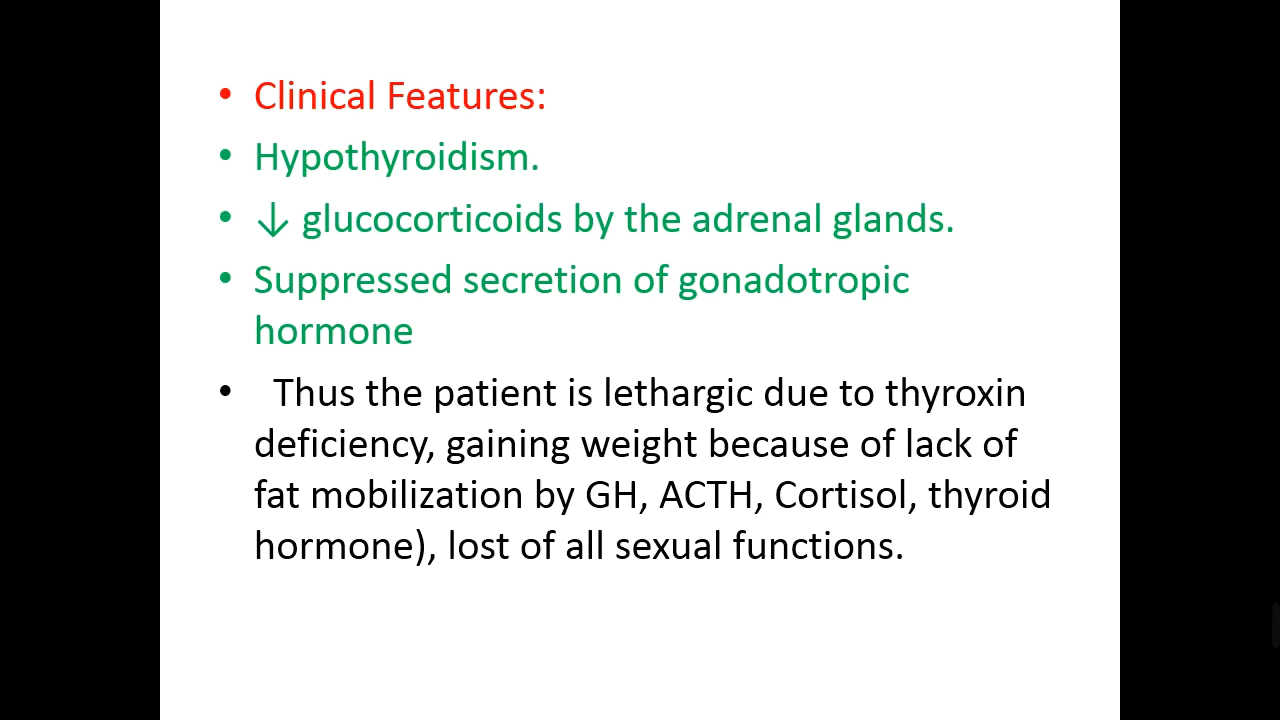 • Clinical Features:
• Hypothyroidism.
• ↓ glucocorticoids by the adrenal glands.
• Suppressed secretion of gonadotropic
hormone
• Thus the patient is lethargic due to thyroxin
deficiency, gaining weight because of lack of
fat mobilization by GH, ACTH, Cortisol, thyroid
hormone), lost of all sexual functions.